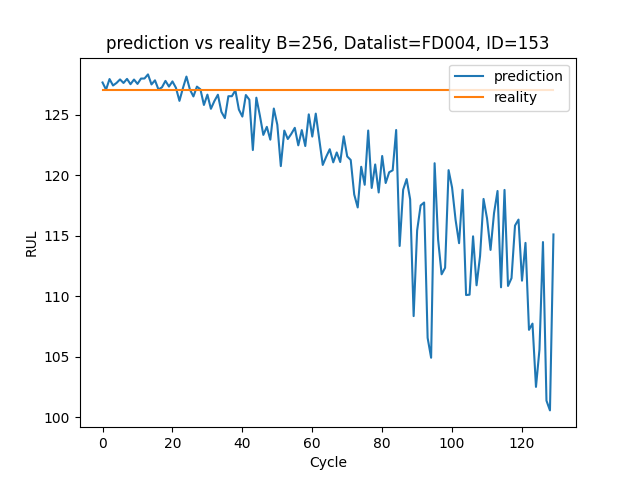 prediction vs reality B=256, Datalist=FD004, ID=153
prediction
reality
RUL
125
120
115
110
105
100
0 20 40 60 80 100 120
Cycle